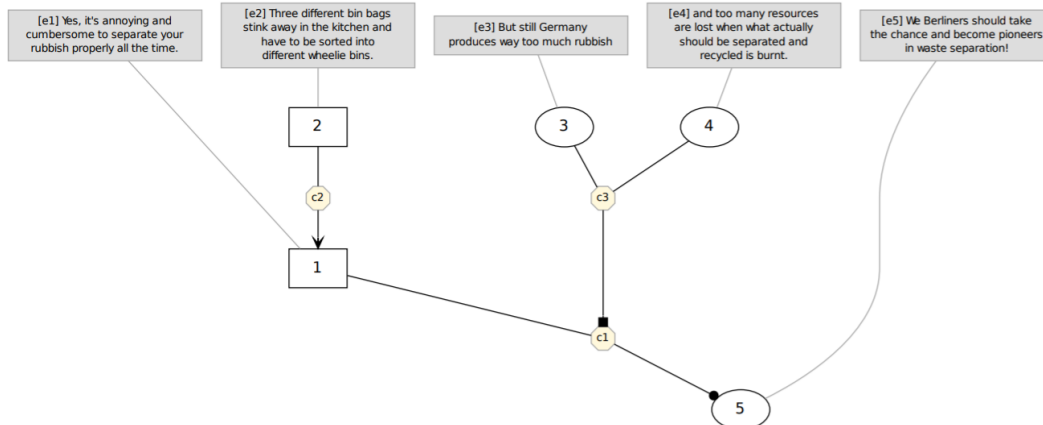 [e1] Yes, it's annoying and
cumbersome to separate your
rubbish properly all the time.
[e2] Three different bin bags
stink away in the kitchen and
have to be sorted into
different wheelie bins.
[e3] But still Germany
produces way too much rubbish
[e4] and too many resources
are lost when what actually
should be separated and
recycled is burnt.
[e5] We Berliners should take
the chance and become pioneers
in waste separation!
2
3
4
c2
c3
1
c1
5